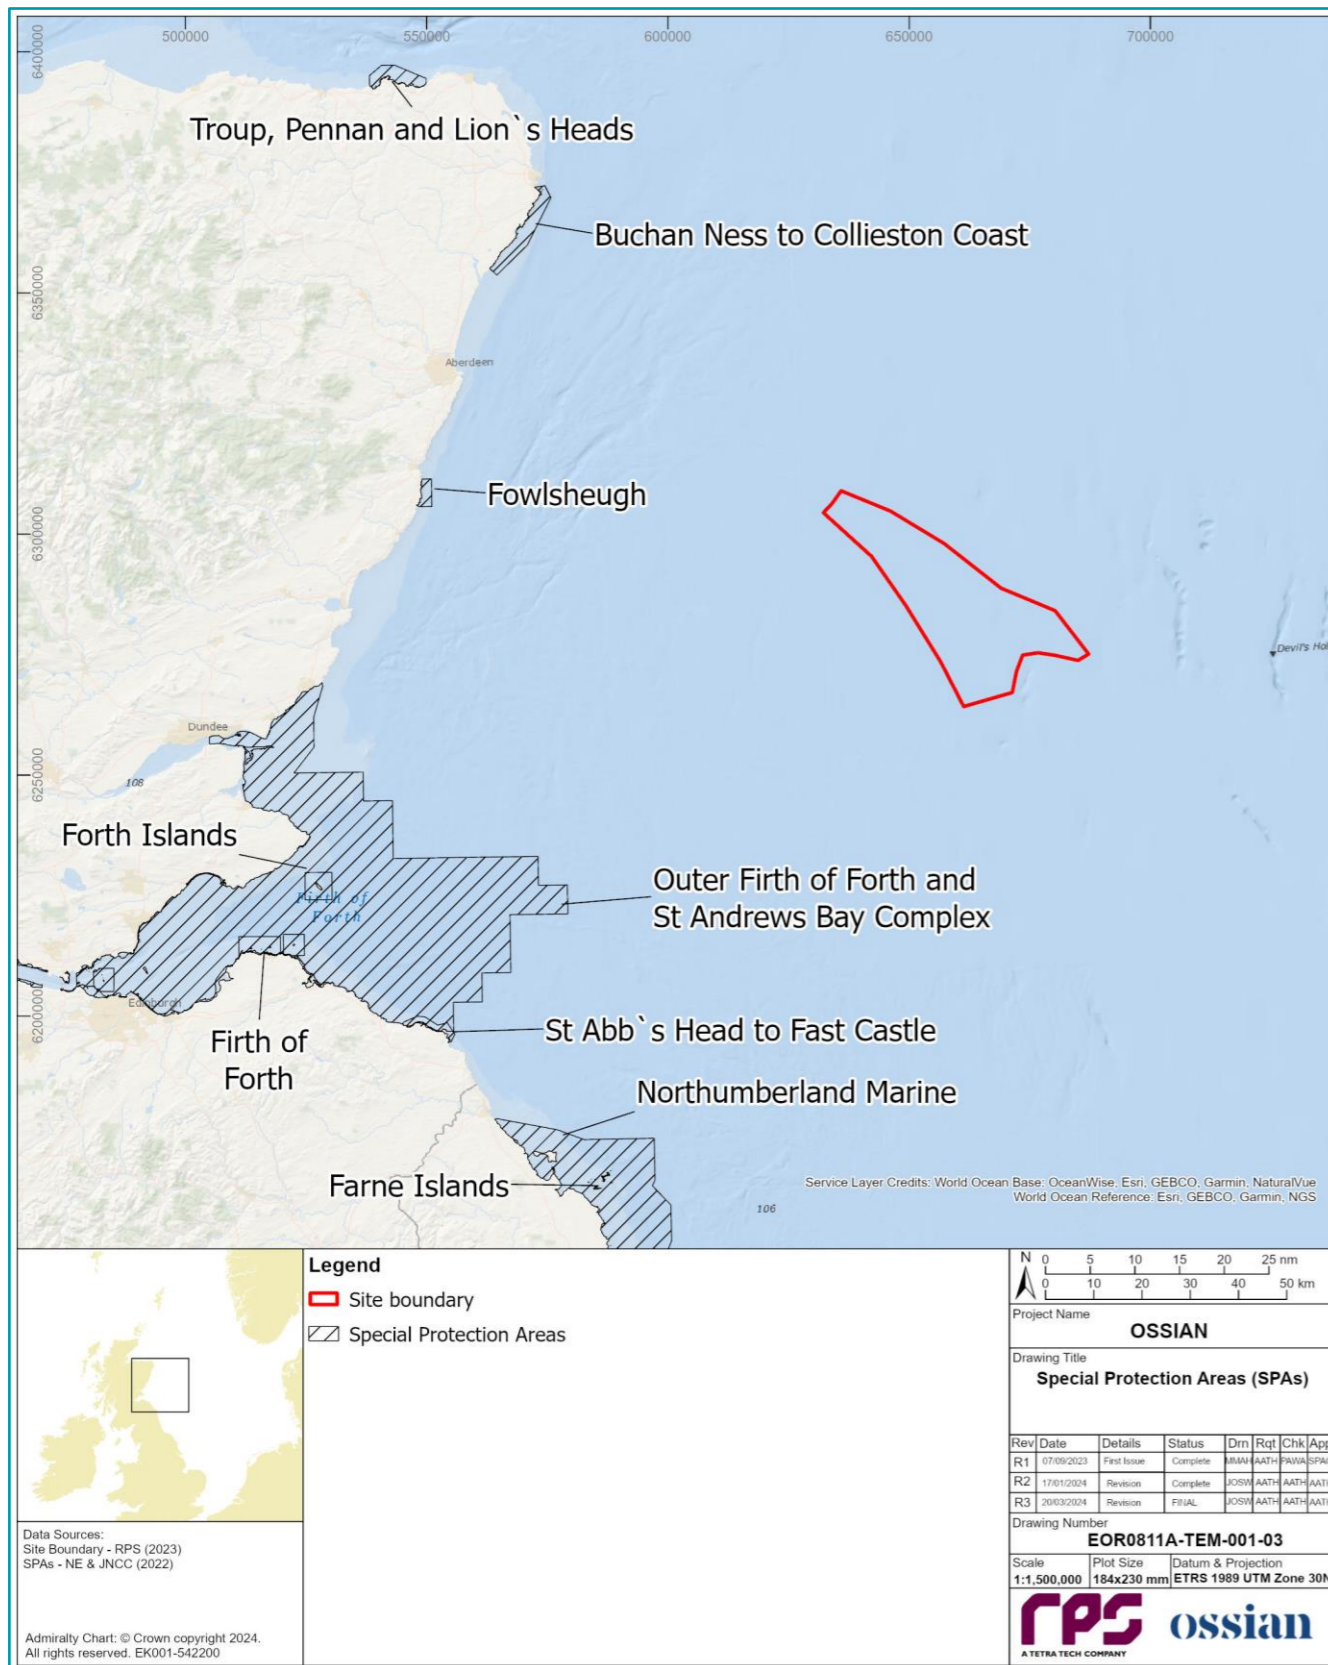 500000
550000
600000
650000
700000
6400000
6350000
6300000
6250000
6200000
Troup, Pennan and Lion`s Heads
Buchan Ness to Collieston Coast
Aberdeen
Fowlsheugh
Devil's Hol
Dundee
108
Forth Islands
Firth of
Forth
Outer Firth of Forth and
St Andrews Bay Complex
Edinburgh
Firth of
Forth
St Abb`s Head to Fast Castle
Northumberland Marine
Farne Islands
106
Service Layer Credits: World Ocean Base: OceanWise, Esri, GEBCO, Garmin, NaturalVue
World Ocean Reference: Esri, GEBCO, Garmin, NGS
Legend
Site boundary
Special Protection Areas
Data Sources:
Site Boundary - RPS (2023)
SPAs - NE & JNCC (2022)
Admiralty Chart: © Crown copyright 2024.
All rights reserved. EK001-542200
N
0 5 10 15 20 25 nm
0 10 20 30 40 50 km
Project Name
OSSIAN
Drawing Title
Special Protection Areas (SPAs)
Rev Date Details Status Drn Rqt Chk App
R1 07/09/2023 First Issue Complete MMAH AATH PAWA
R2 17/01/2024 Revision Complete JOSW AATH AATH
R3 20/03/2024 Revision FINAL JOSW AATH AATH
Drawing Number
EOR0811A-TEM-001-03
Scale Plot Size Datum & Projection
1:1,500,000 184x230 mm ETRS 1989 UTM Zone 30N
rps
A TETRA TECH COMPANY
ossian